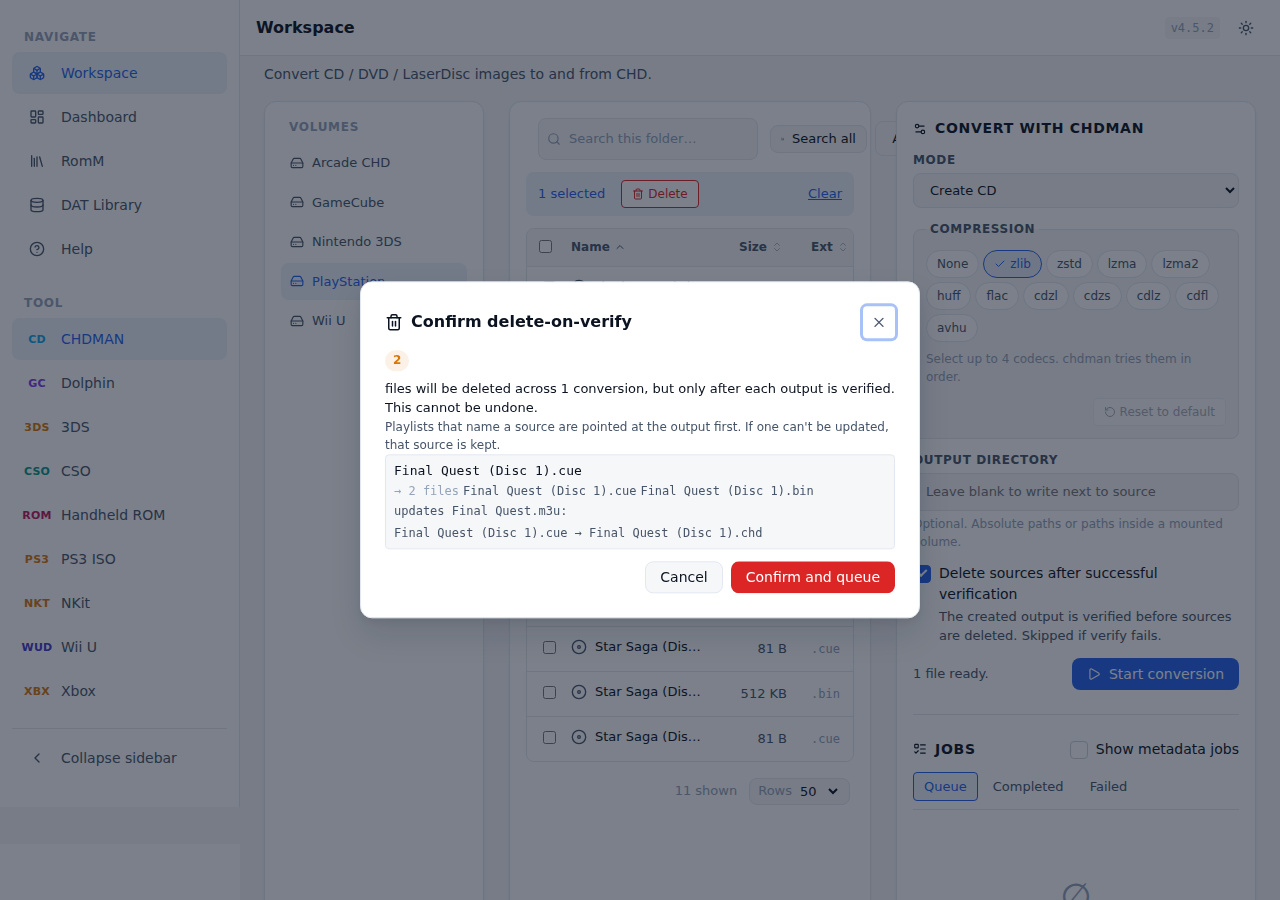 NAVIGATE
Workspace
Dashboard
RomM
DAT Library
Help
TOOL
CD CHDMAN
GC Dolphin
3DS 3DS
CSO CSO
ROM Handheld ROM
PS3 PS3 ISO
NKT NKit
WUD Wii U
XBX Xbox
Collapse sidebar
Workspace
v4.5.2
Convert CD / DVD / LaserDisc images to and from CHD.
VOLUMES
Arcade CHD
GameCube
Nintendo 3DS
PlayStation
Wii U
Search this folder...
Search all
1 selected
Delete
Clear
Name
Size
Ext
Confirm delete-on-verify
2
files will be deleted across 1 conversion, but only after each output is verified.
This cannot be undone.
Playlists that name a source are pointed at the output first. If one can't be updated,
that source is kept.
Final Quest (Disc 1).cue
→ 2 files Final Quest (Disc 1).cue Final Quest (Disc 1).bin
updates Final Quest.m3u:
Final Quest (Disc 1).cue → Final Quest (Disc 1).chd
Cancel
Confirm and queue
Star Saga (Dis... 81 B .cue
Star Saga (Dis... 512 KB .bin
Star Saga (Dis... 81 B .cue
11 shown
Rows 50
CONVERT WITH CHDMAN
MODE
Create CD
COMPRESSION
None zlib zstd lzma lzma2
huff flac cdzl cdzs cdlz cdfl
avhu
Select up to 4 codecs. chdman tries them in
order.
Reset to default
OUTPUT DIRECTORY
Leave blank to write next to source
Optional. Absolute paths or paths inside a mounted
volume.
Delete sources after successful
verification
The created output is verified before sources
are deleted. Skipped if verify fails.
1 file ready.
Start conversion
JOBS
Show metadata jobs
Queue Completed Failed